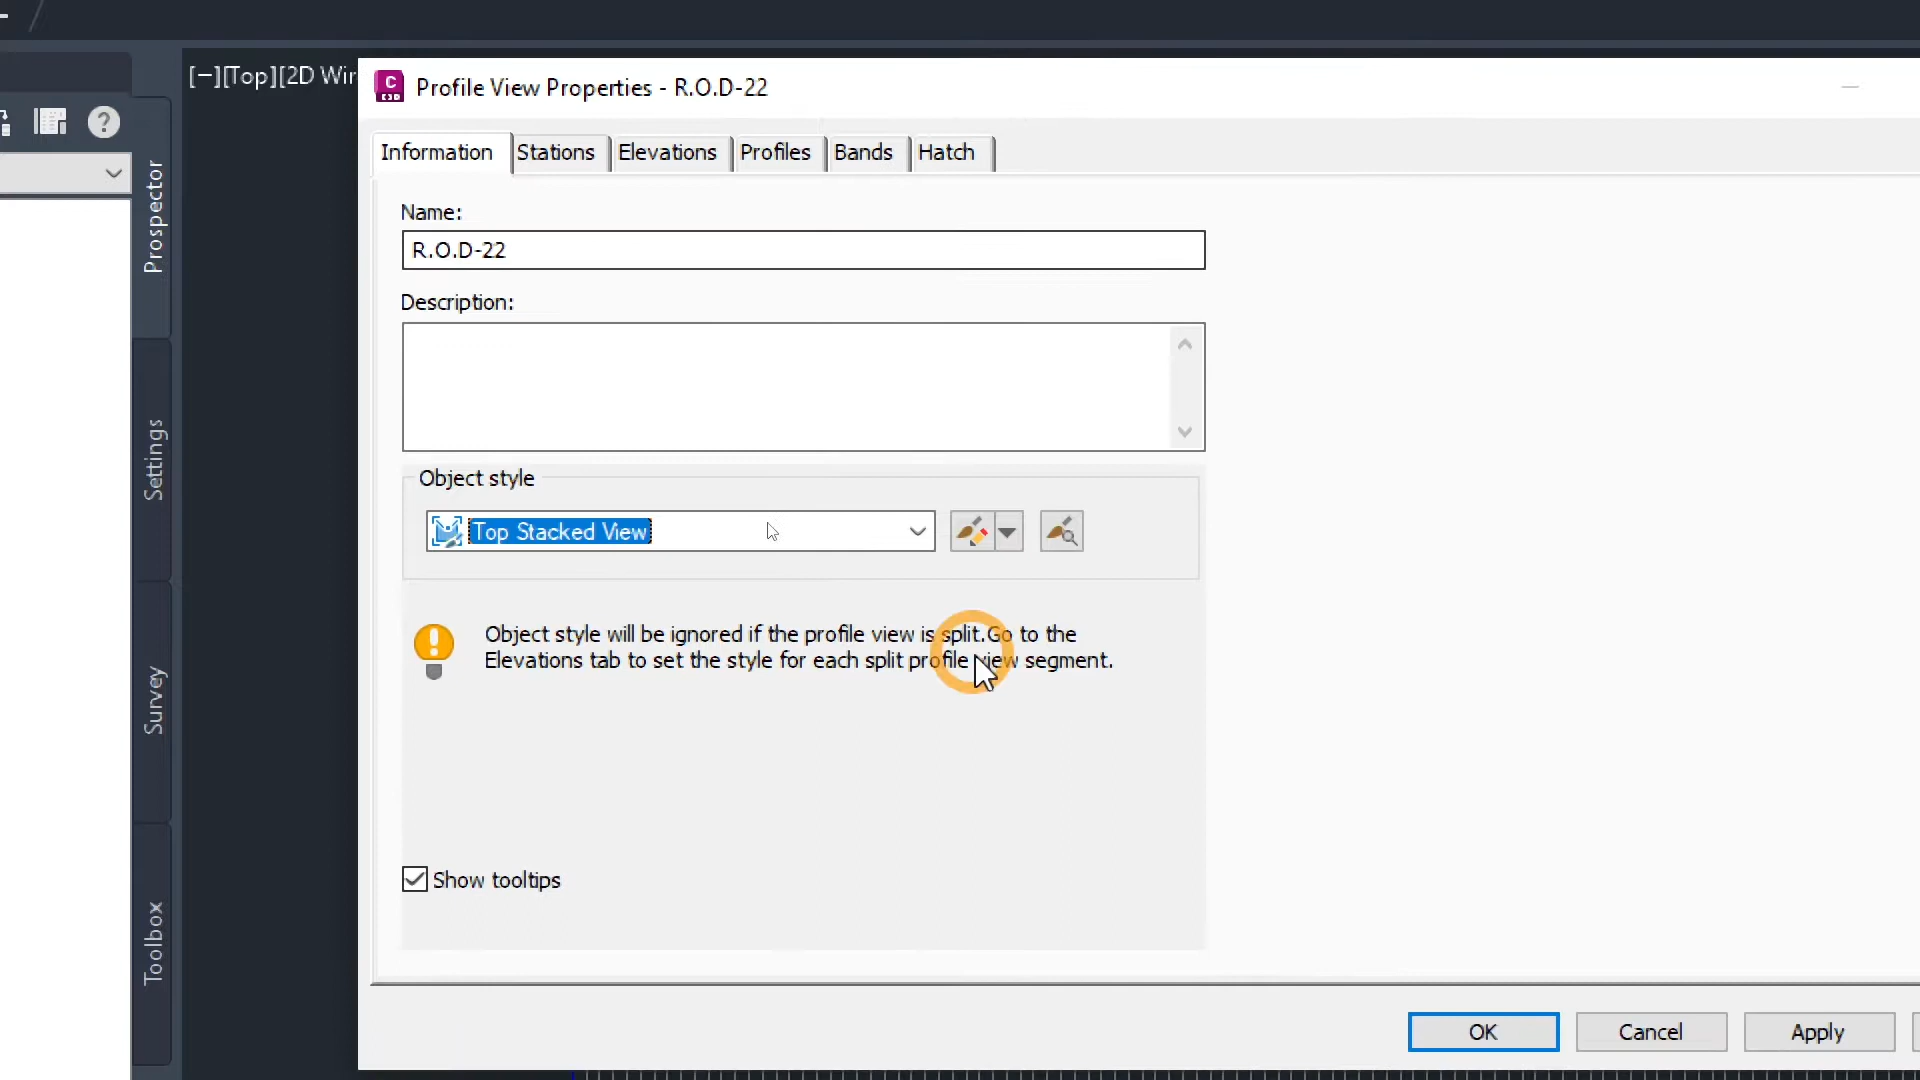 [−][Top][2D Wir
C
C3D
Profile View Properties - R.O.D-22
Information
Stations
Elevations
Profiles
Bands
Hatch
Name:
R.O.D-22
Description:
Object style
Top Stacked View
Object style will be ignored if the profile view is split.Go to the
Elevations tab to set the style for each split profile view segment.
Show tooltips
OK
Cancel
Apply
Prospector
Settings
Survey
Toolbox